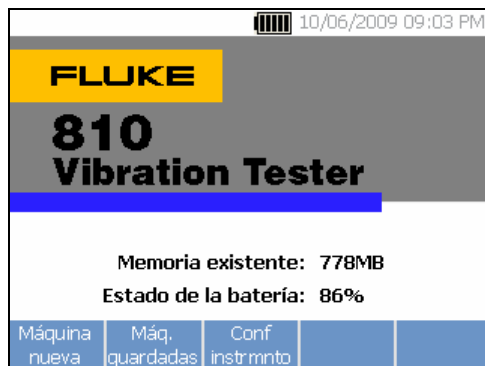 10/06/2009 09:03 PM
FLUKE
810
Vibration Tester
Memoria existente: 778MB
Estado de la batería: 86%
Máquina nueva
Máq. guardadas
Conf instrmnto